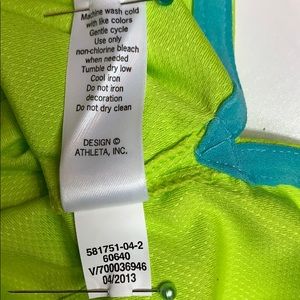 Machine wash cold
with like colors
Gentle cycle
Use only
non-chlorine bleach
when needed
Tumble dry low
Cool iron
Do not iron
decoration
Do not dry clean
DESIGN ©
ATHLETA, INC.
581751-04-2
60640
V/700036946
04/2013